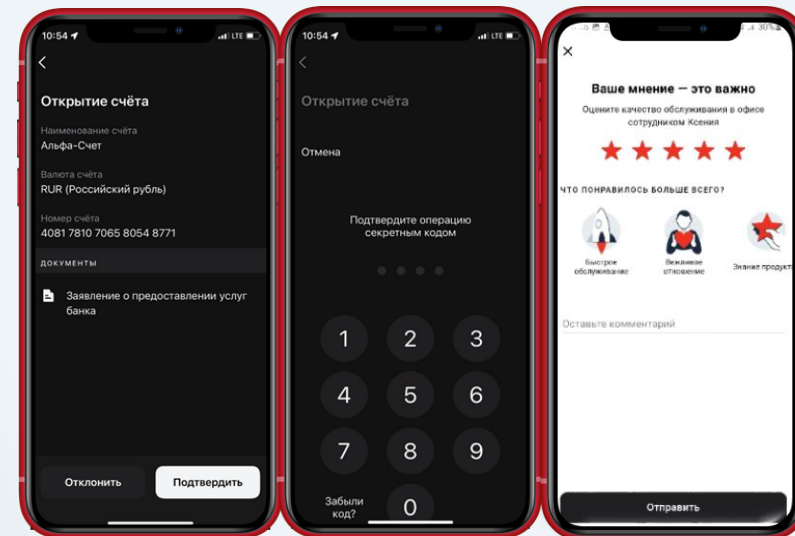 10:54
LTE
Открытие счёта
Наименование счёта
Альфа-Счет
Валюта счёта
RUR (Российский рубль)
Номер счёта
4081 7810 7065 8054 8771
ДОКУМЕНТЫ
Заявление о предоставлении услуг
банка
Отклонить
Подтвердить
10:54
LTE
Открытие счёта
Отмена
Подтвердите операцию
секретным кодом
1 2 3
4 5 6
7 8 9
Забыли
код?
0
30%
Ваше мнение — это важно
Оцените качество обслуживания в офисе
сотрудником Ксения
ЧТО ПОНРАВИЛОСЬ БОЛЬШЕ ВСЕГО?
Быстрое
обслуживание
Вежливое
отношение
Знание продукт
Оставьте комментарий
Отправить